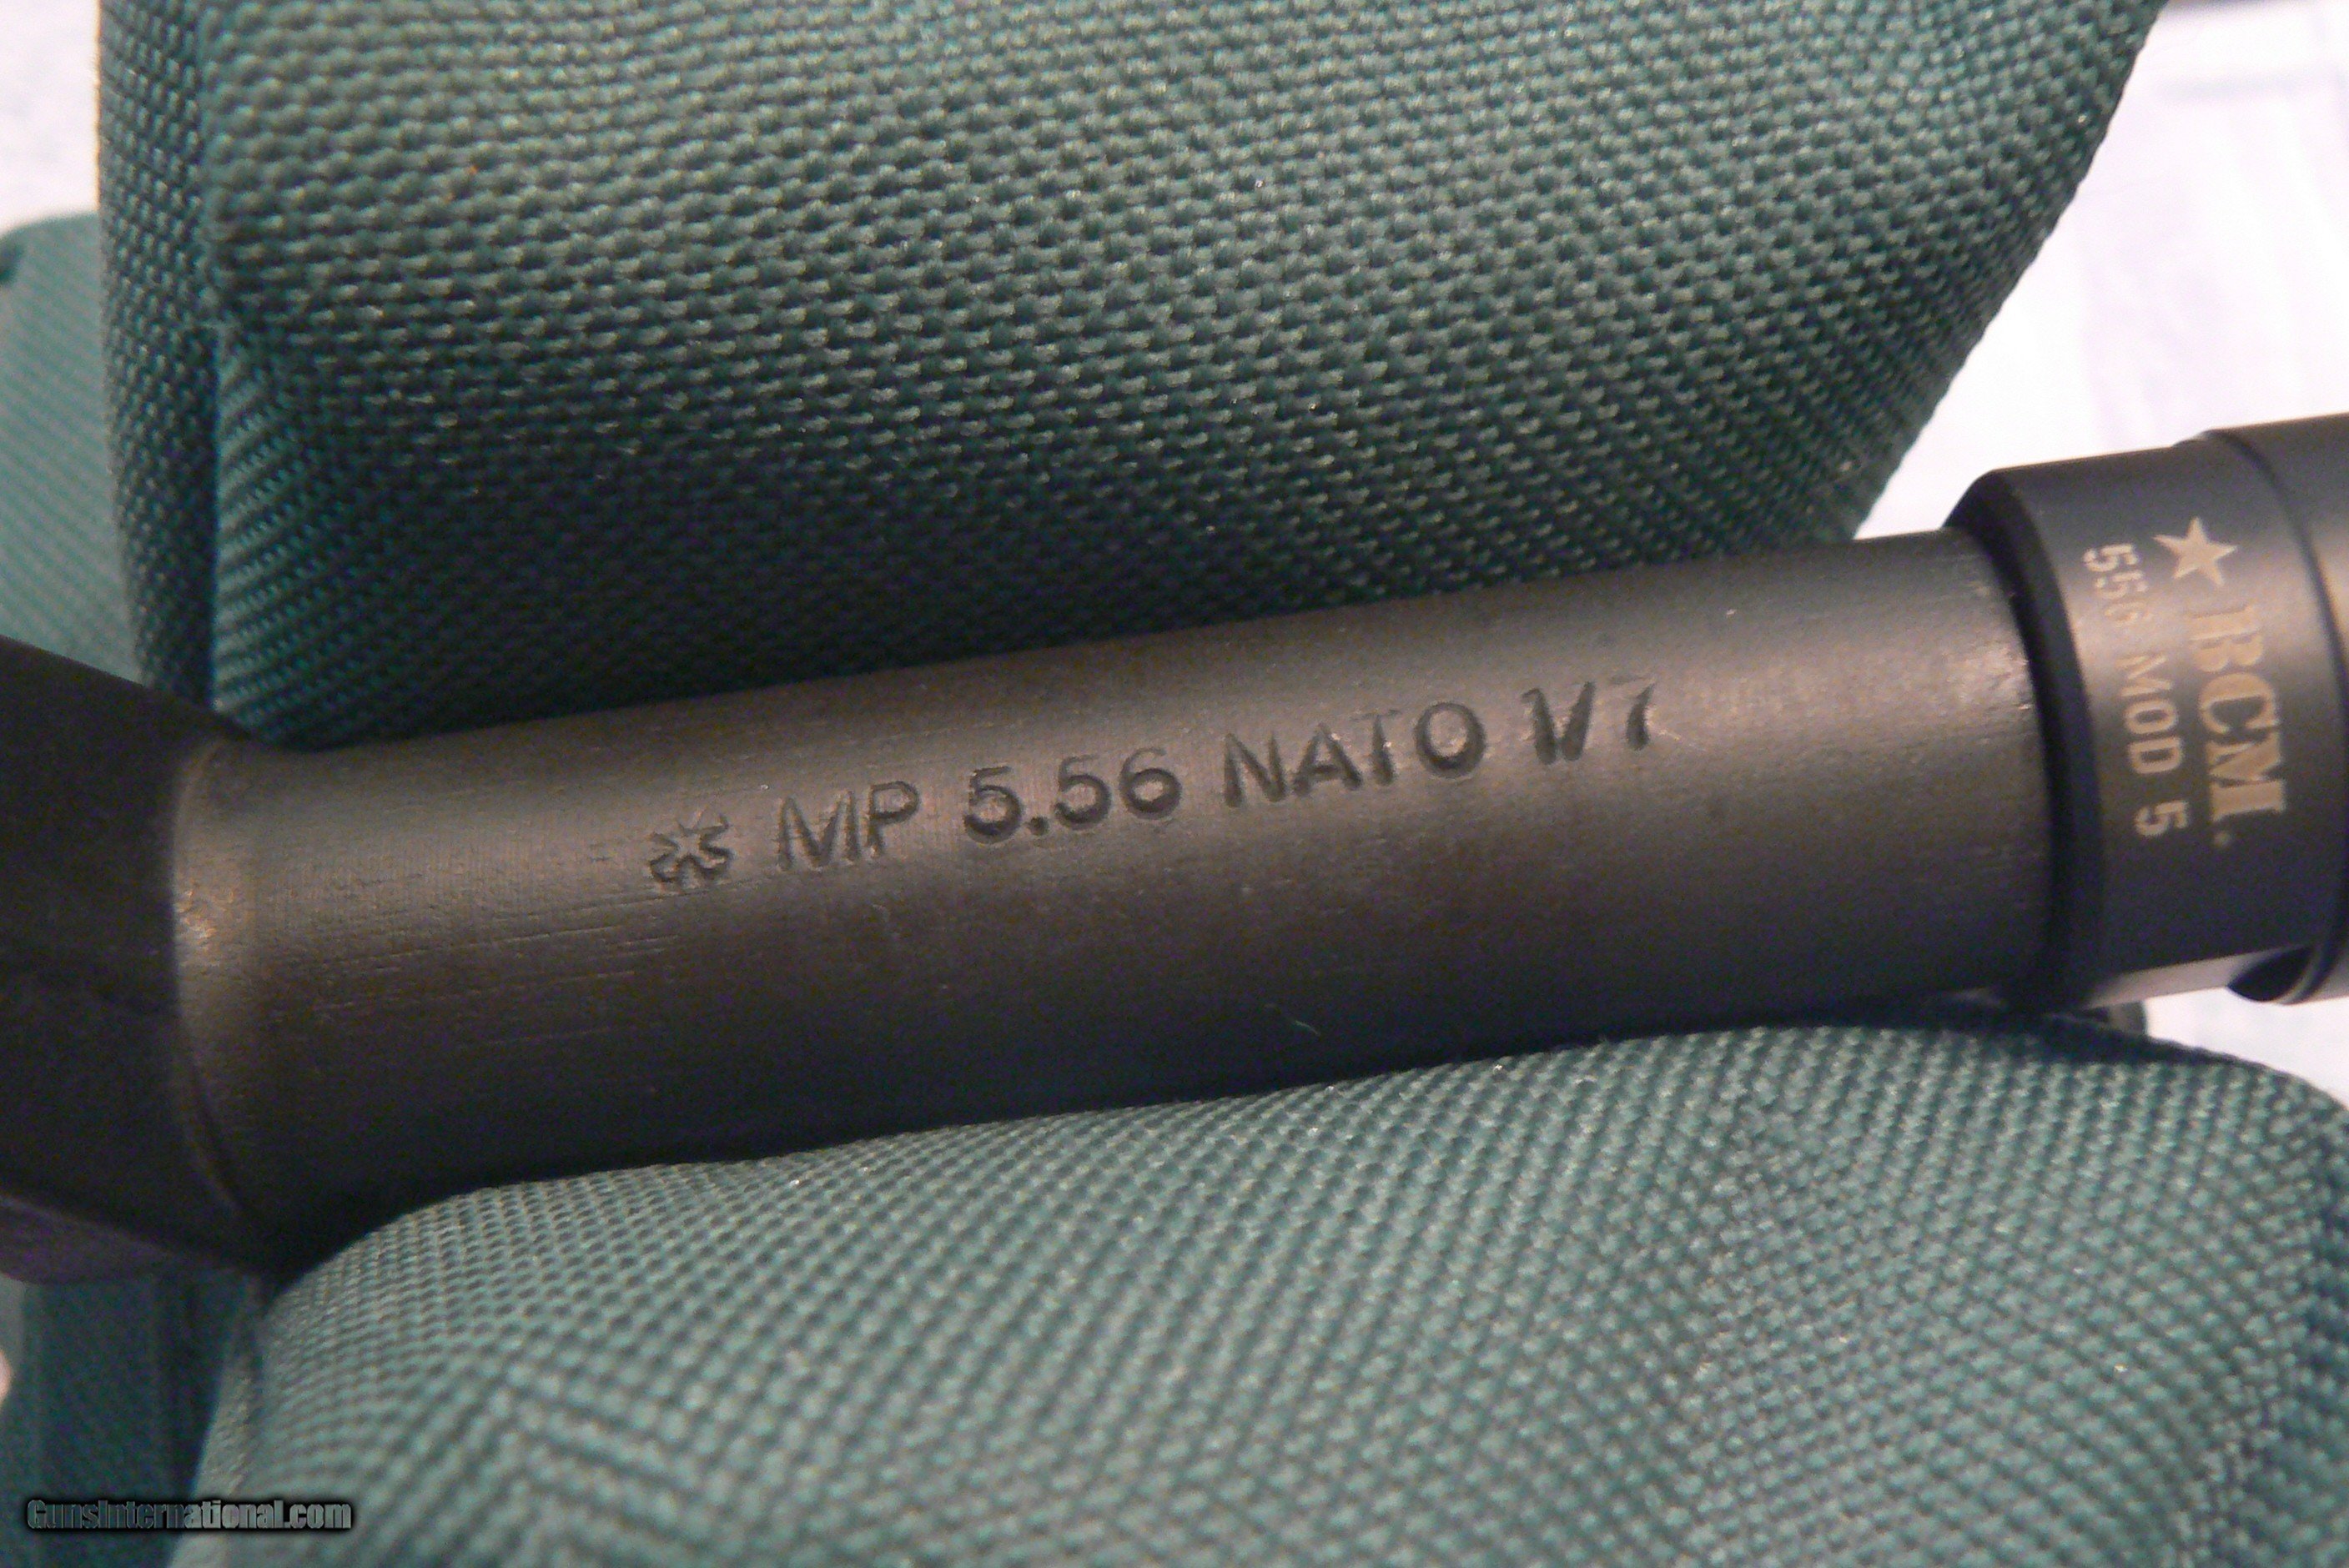 MP 5.56 NATO 1/7
BCM
556 MOD 5
GunsInternational.com